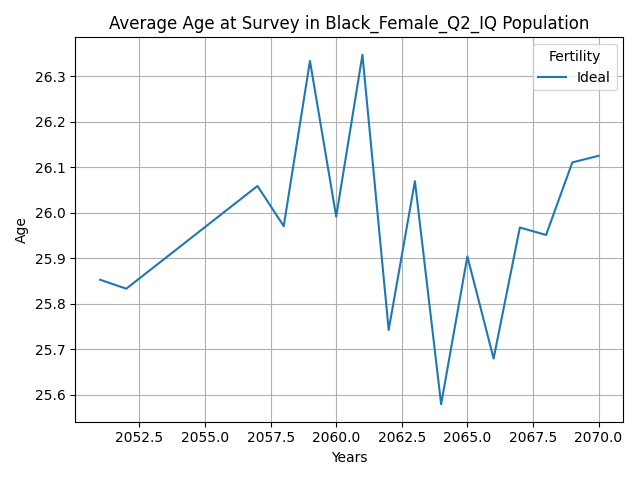 Average Age at Survey in Black_Female_Q2_IQ Population
Fertility
Ideal
26.3
26.2
26.1
26.0
25.9
25.8
25.7
25.6
Age
2052.5 2055.0 2057.5 2060.0 2062.5 2065.0 2067.5 2070.0
Years